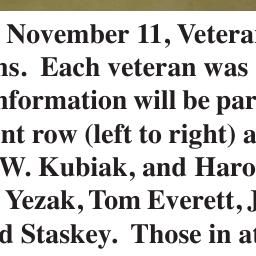 November 11, Vetera
ns. Each veteran was
nformation will be par
nt row (left to right) a
W. Kubiak, and Haro
Yezak, Tom Everett, J
d Staskey. Those in at